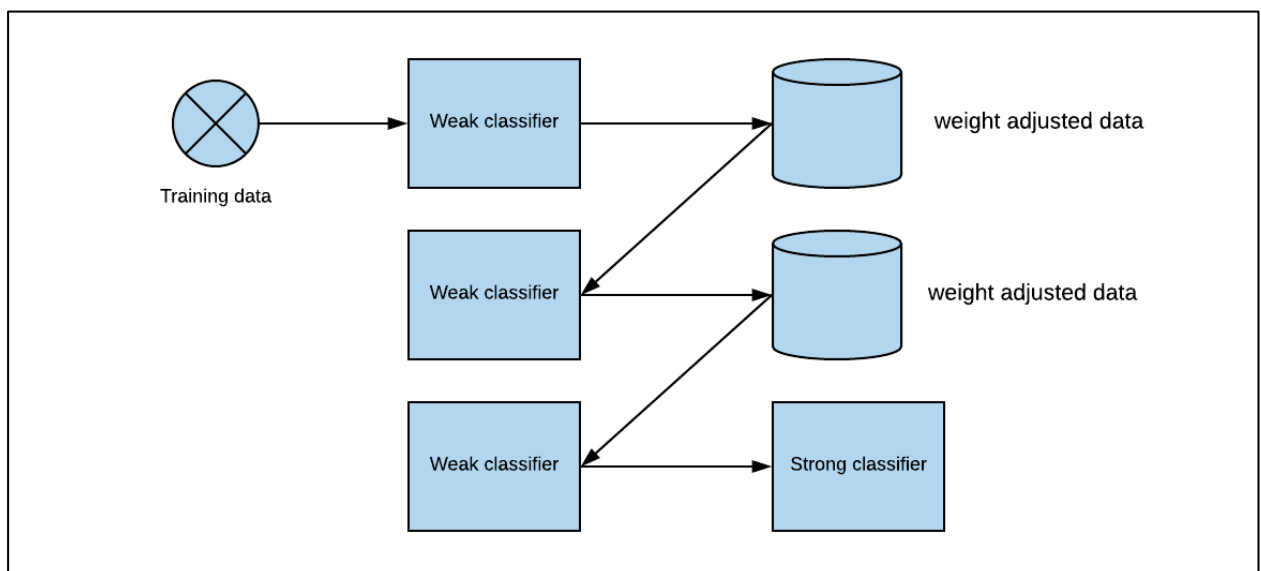 Weak classifier
weight adjusted data
Training data
Weak classifier
weight adjusted data
Weak classifier
Strong classifier